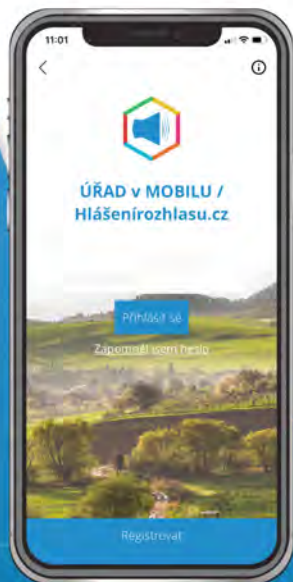 11:01
ÚŘAD v MOBILU /
Hlášenírozhlasu.cz
Přihlásit se
Zapomněl jsem heslo
Registrovat